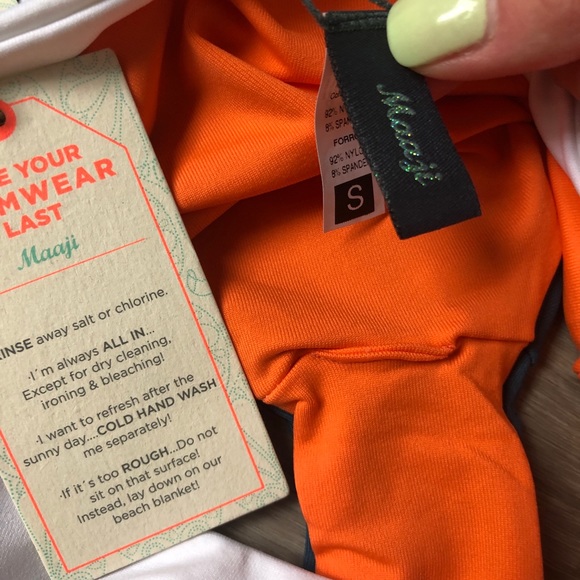 E YOUR
MWEAR
LAST
Maaji
RINSE away salt or chlorine.
·I´m always ALL IN...
Except for dry cleaning,
ironing & bleaching!
·I want to refresh after the
sunny day....COLD HAND WASH
me separately!
·If it´s too ROUGH...Do not
sit on that surface!
Instead, lay down on our
beach blanket!
Maaji
92% NYLO
8% SPAN
FORRO
92% NYLO
8% SPANDE
S